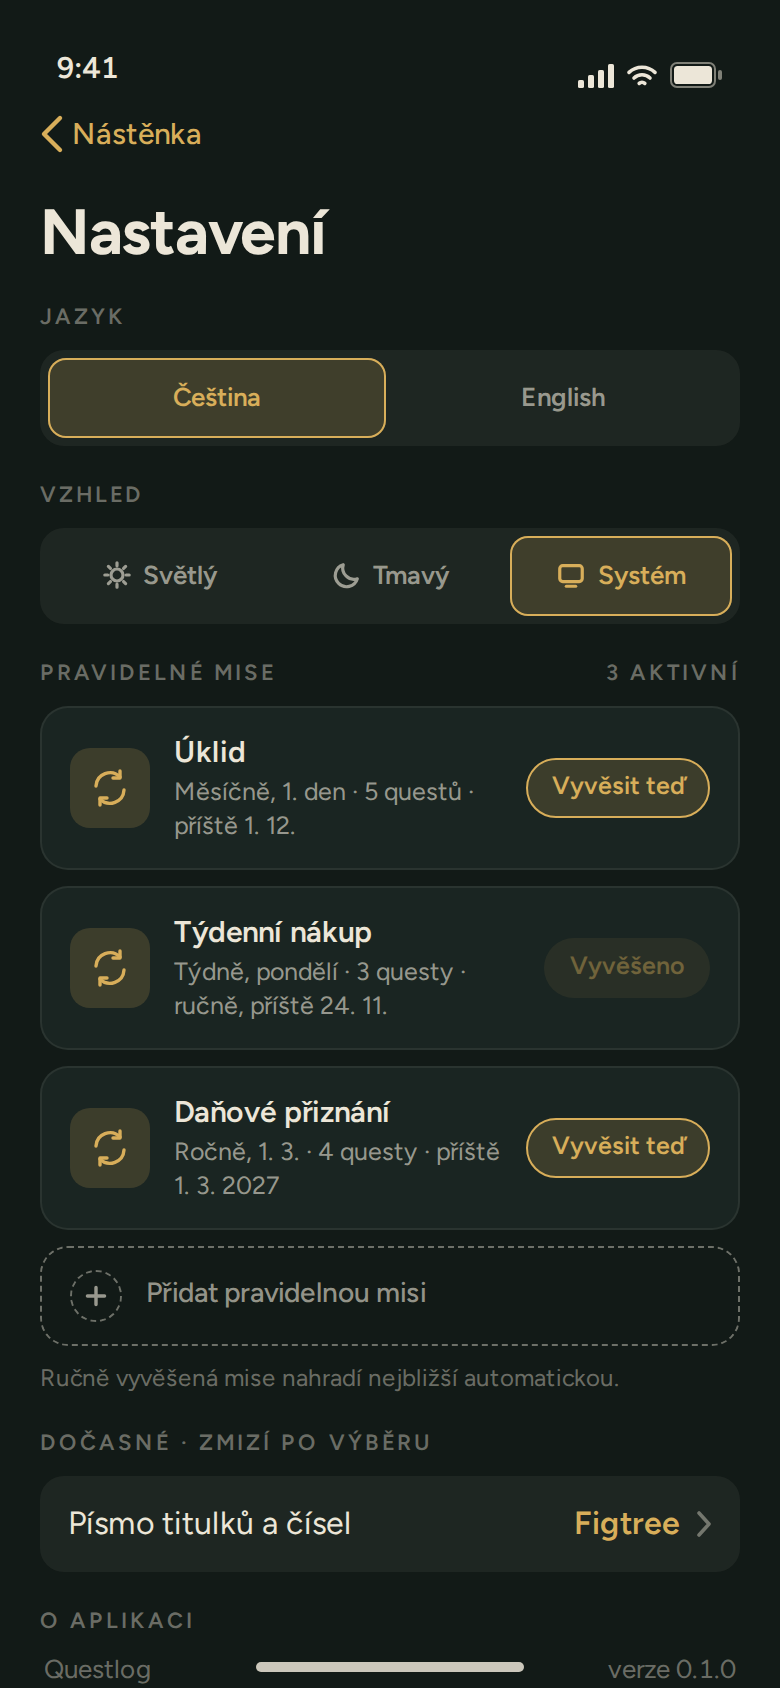 9:41
Nástěnka
Nastavení
JAZYK
Čeština
English
VZHLED
Světlý
Tmavý
Systém
PRAVIDELNÉ MISE
3 AKTIVNÍ
Úklid
Měsíčně, 1. den · 5 questů ·
příště 1. 12.
Vyvěsit teď
Týdenní nákup
Týdně, pondělí · 3 questy ·
ručně, příště 24. 11.
Vyvěšeno
Daňové přiznání
Ročně, 1. 3. · 4 questy · příště
1. 3. 2027
Vyvěsit teď
Přidat pravidelnou misi
Ručně vyvěšená mise nahradí nejbližší automatickou.
DOČASNÉ · ZMIZÍ PO VÝBĚRU
Písmo titulků a čísel
Figtree
O APLIKACI
Questlog
verze 0.1.0